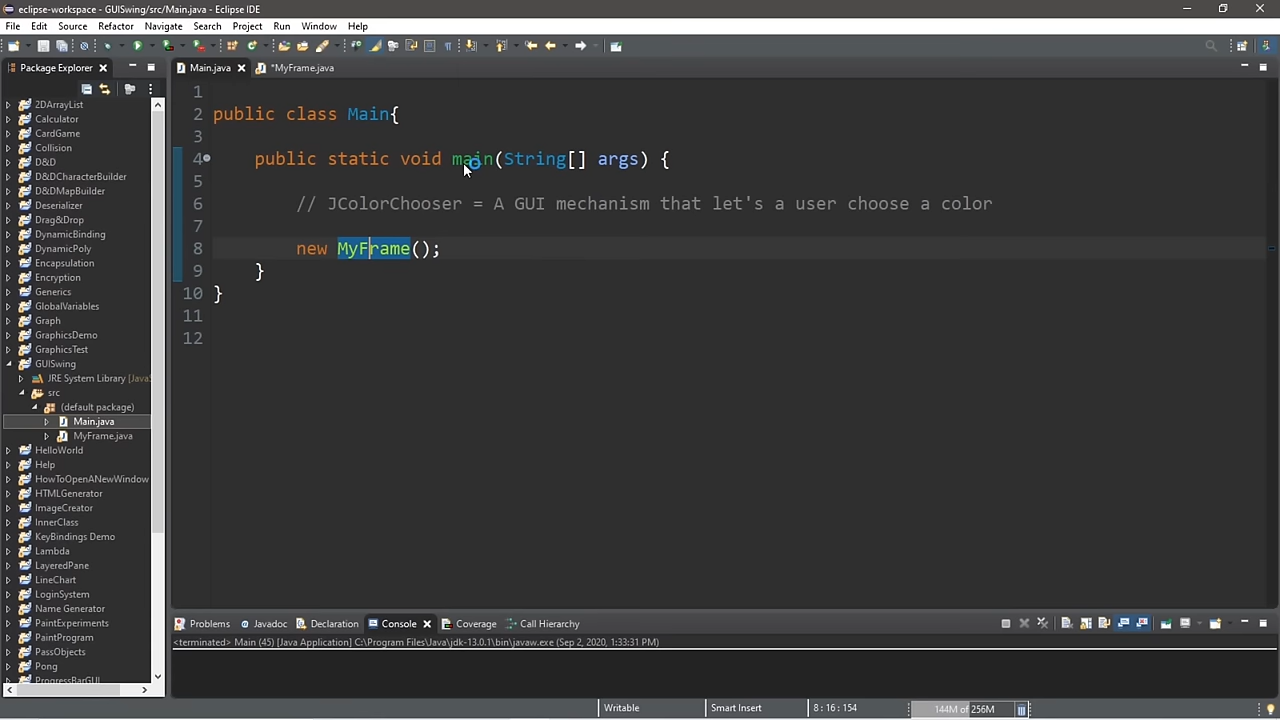 eclipse-workspace - GUISwing/src/Main.java - Eclipse IDE
File Edit Source Refactor Navigate Search Project Run Window Help
Package Explorer
Main.java
*MyFrame.java
2DArrayList
Calculator
CardGame
Collision
D&D
D&DCharacterBuilder
D&DMapBuilder
Deserializer
Drag&Drop
DynamicBinding
DynamicPoly
Encapsulation
Encryption
Generics
GlobalVariables
Graph
GraphicsDemo
GraphicsTest
GUISwing
JRE System Library [Java
src
(default package)
Main.java
MyFrame.java
HelloWorld
Help
HowToOpenANewWindow
HTMLGenerator
ImageCreator
InnerClass
KeyBindings Demo
Lambda
LayeredPane
LineChart
LoginSystem
Name Generator
PaintExperiments
PaintProgram
PassObjects
Pong
ProgressBarGUI
1
2 public class Main{
3
4 public static void main(String[] args) {
5
6 // JColorChooser = A GUI mechanism that let's a user choose a color
7
8 new MyFrame();
9 }
10 }
11
12
Problems Javadoc Declaration Console Coverage Call Hierarchy
<terminated> Main (45) [Java Application] C:\Program Files\Java\jdk-13.0.1\bin\javaw.exe (Sep 2, 2020, 1:33:31 PM)
Writable Smart Insert 8 : 16 : 154 144M of 256M